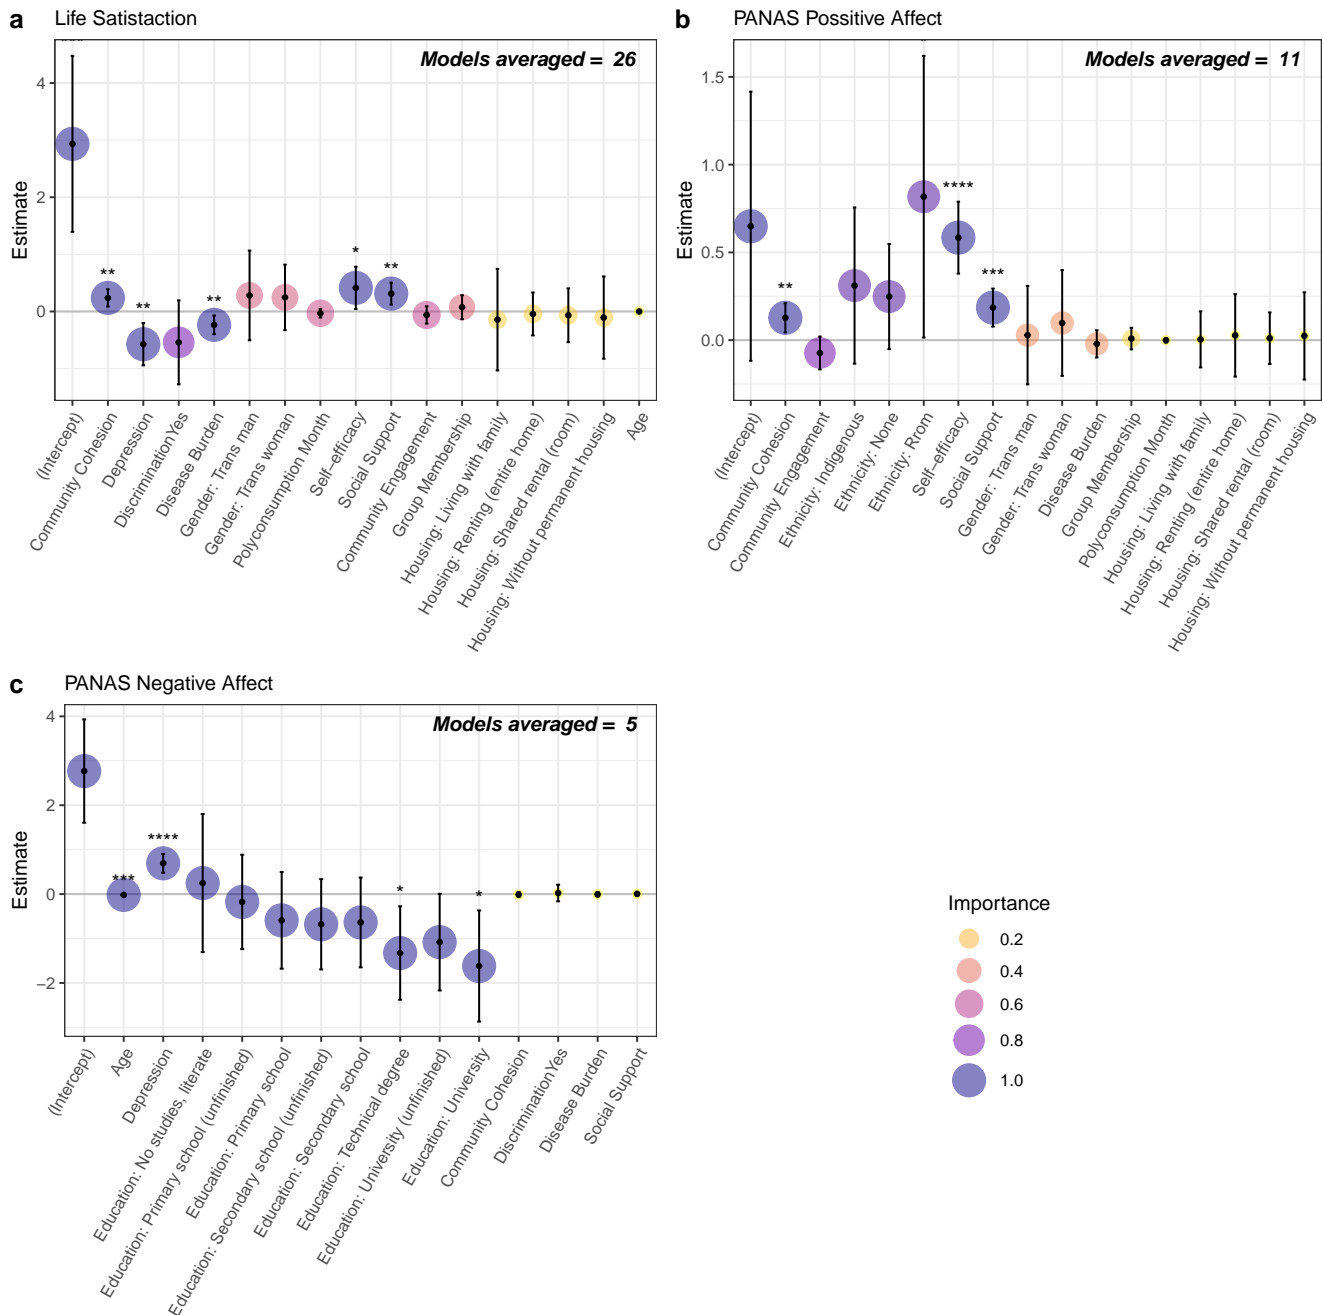 a
Life Satistaction
Models averaged = 26
Estimate
4
2
0
***
**
**
**
*
**
(Intercept)
Community Cohesion
Depression
DiscriminationYes
Disease Burden
Gender: Trans man
Gender: Trans woman
Polyconsumption Month
Self−efficacy
Social Support
Community Engagement
Group Membership
Housing: Living with family
Housing: Renting (entire home)
Housing: Shared rental (room)
Housing: Without permanent housing
Age
b
PANAS Possitive Affect
Models averaged = 11
Estimate
1.5
1.0
0.5
0.0
**
*
****
***
(Intercept)
Community Cohesion
Community Engagement
Ethnicity: Indigenous
Ethnicity: None
Ethnicity: Rrom
Self−efficacy
Social Support
Gender: Trans man
Gender: Trans woman
Disease Burden
Group Membership
Polyconsumption Month
Housing: Living with family
Housing: Renting (entire home)
Housing: Shared rental (room)
Housing: Without permanent housing
c
PANAS Negative Affect
Models averaged = 5
Estimate
4
2
0
−2
***
****
*
*
(Intercept)
Age
Depression
Education: No studies, literate
Education: Primary school (unfinished)
Education: Primary school
Education: Secondary school (unfinished)
Education: Secondary school
Education: Technical degree
Education: University (unfinished)
Education: University
Community Cohesion
DiscriminationYes
Disease Burden
Social Support
Importance
0.2
0.4
0.6
0.8
1.0